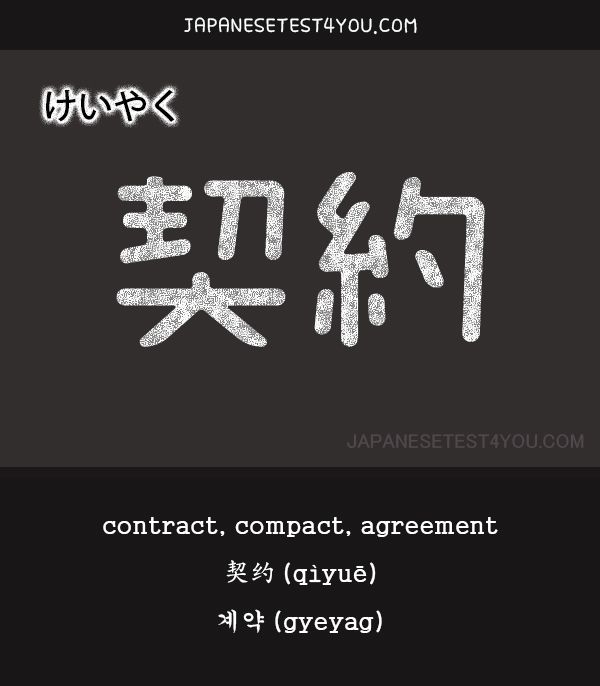 JAPANESETEST4YOU.COM
けいやく
契約
JAPANESETEST4YOU.COM
contract, compact, agreement
契约 (qìyuē)
계약 (gyeyag)